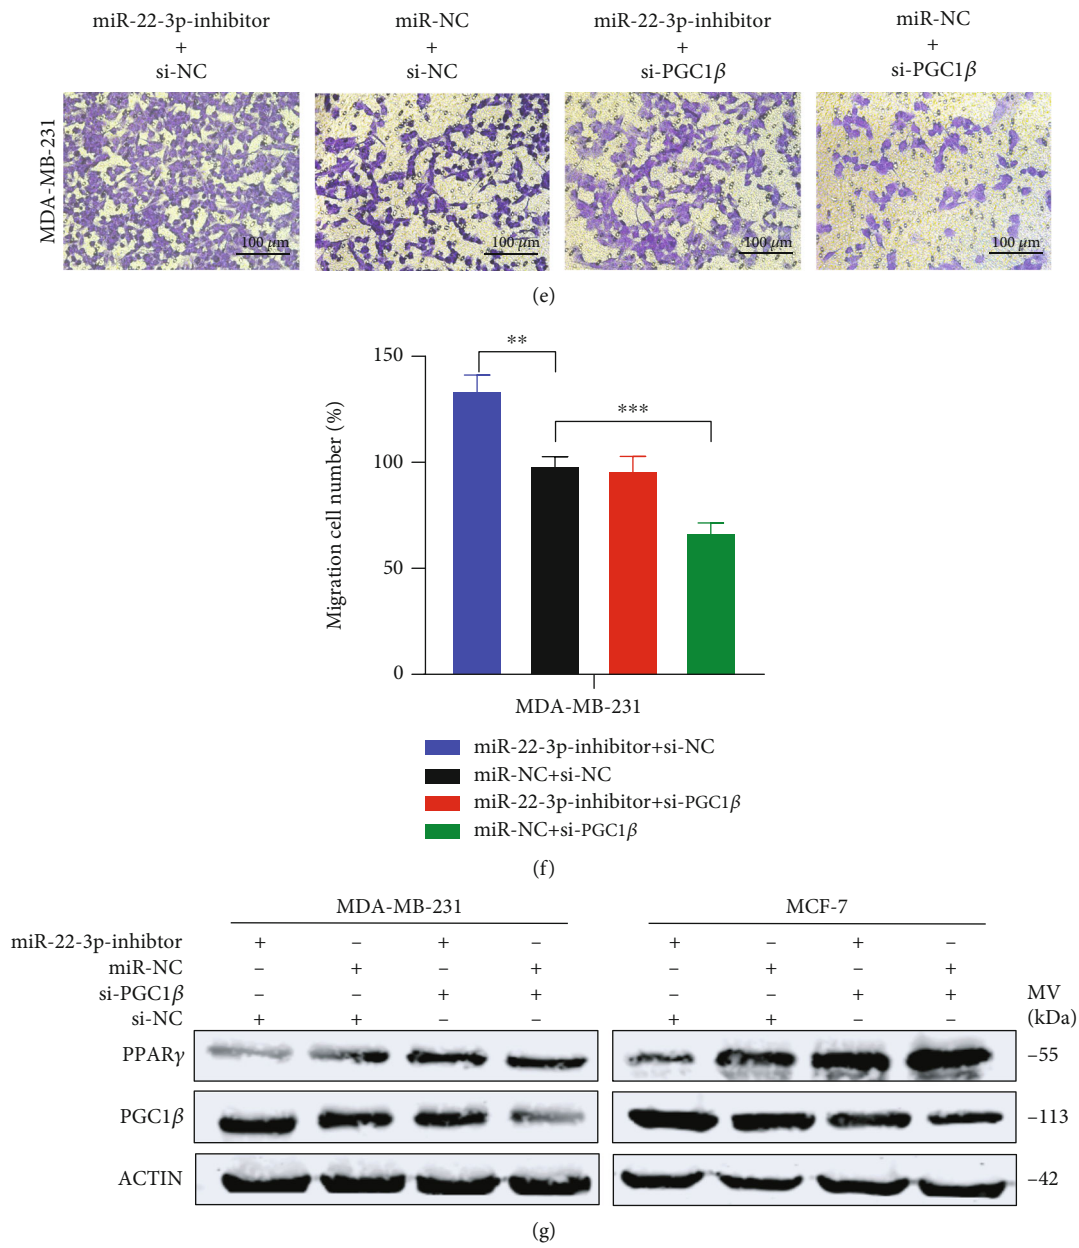 miR-22-3p-inhibitor
+
si-NC
miR-NC
+
si-NC
miR-22-3p-inhibitor
+
si-PGC1β
miR-NC
+
si-PGC1β
MDA-MB-231
100 μm
100 μm
100 μm
100 μm
(e)
Migration cell number (%)
150
100
50
0
**
***
MDA-MB-231
miR-22-3p-inhibitor+si-NC
miR-NC+si-NC
miR-22-3p-inhibitor+si-PGC1β
miR-NC+si-PGC1β
(f)
MDA-MB-231 MCF-7
miR-22-3p-inhibtor + – + – + – + –
miR-NC – + – + – + – +
si-PGC1β – – + + – – + + MV
si-NC + + – – + + – – (kDa)
PPARγ –55
PGC1β –113
ACTIN –42
(g)